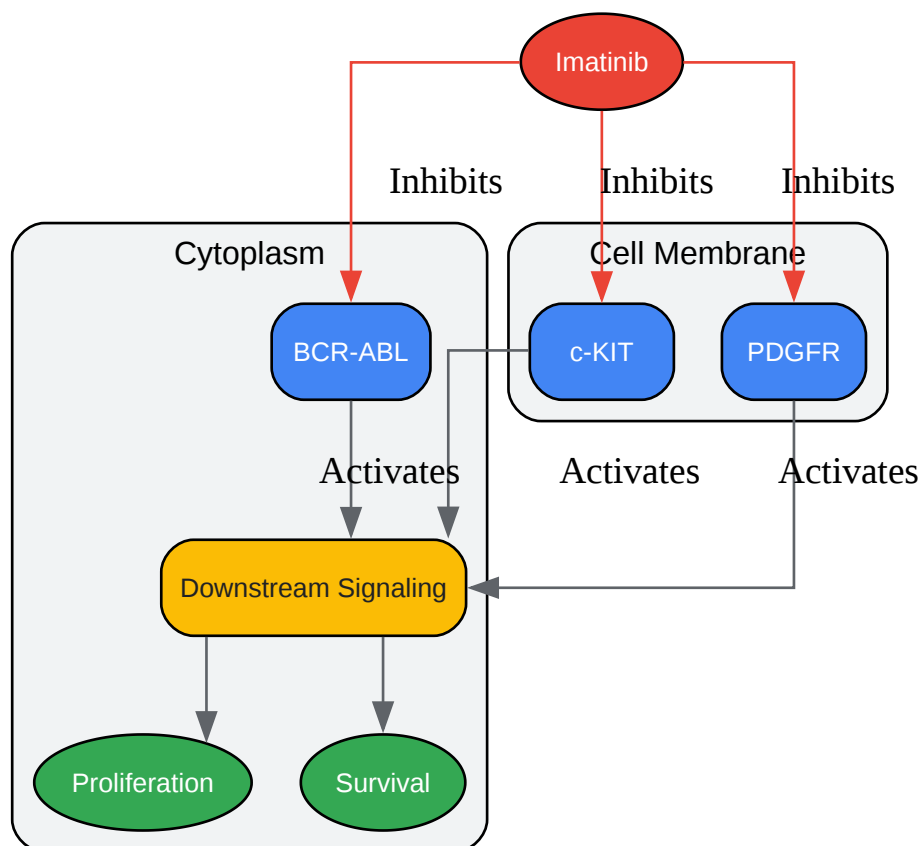 Imatinib
Inhibits
Inhibits
Inhibits
Cytoplasm
Cell Membrane
BCR-ABL
c-KIT
PDGFR
Activates
Activates
Activates
Downstream Signaling
Proliferation
Survival